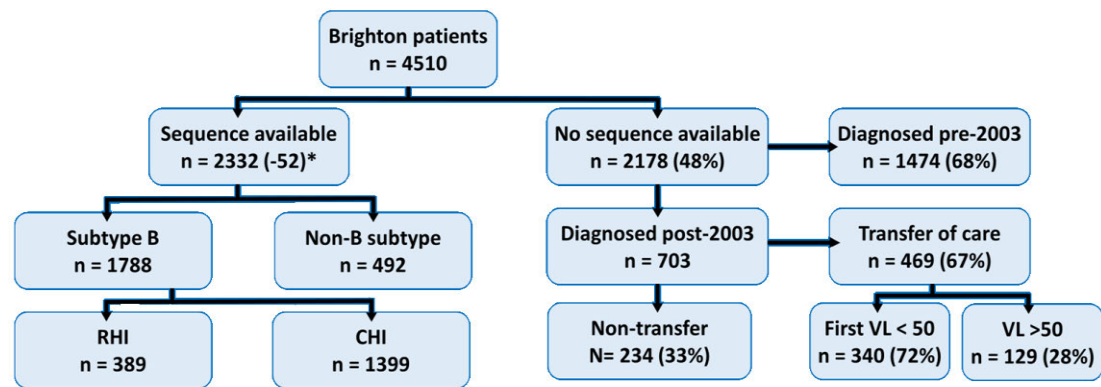 Brighton patients
n = 4510
Sequence available
n = 2332 (-52)*
No sequence available
n = 2178 (48%)
Diagnosed pre-2003
n = 1474 (68%)
Subtype B
n = 1788
Non-B subtype
n = 492
Diagnosed post-2003
n = 703
Transfer of care
n = 469 (67%)
RHI
n = 389
CHI
n = 1399
Non-transfer
N= 234 (33%)
First VL < 50
n = 340 (72%)
VL >50
n = 129 (28%)